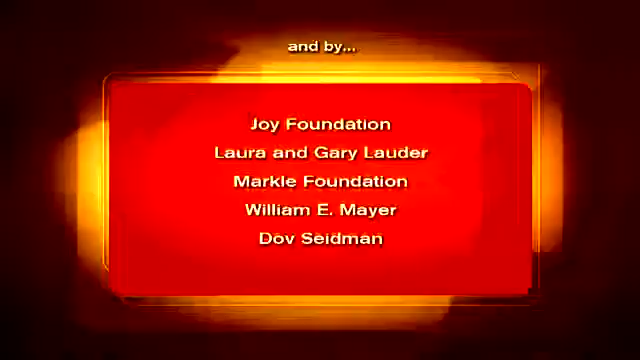 and by...
Joy Foundation
Laura and Gary Lauder
Markle Foundation
William E. Mayer
Dov Seidman